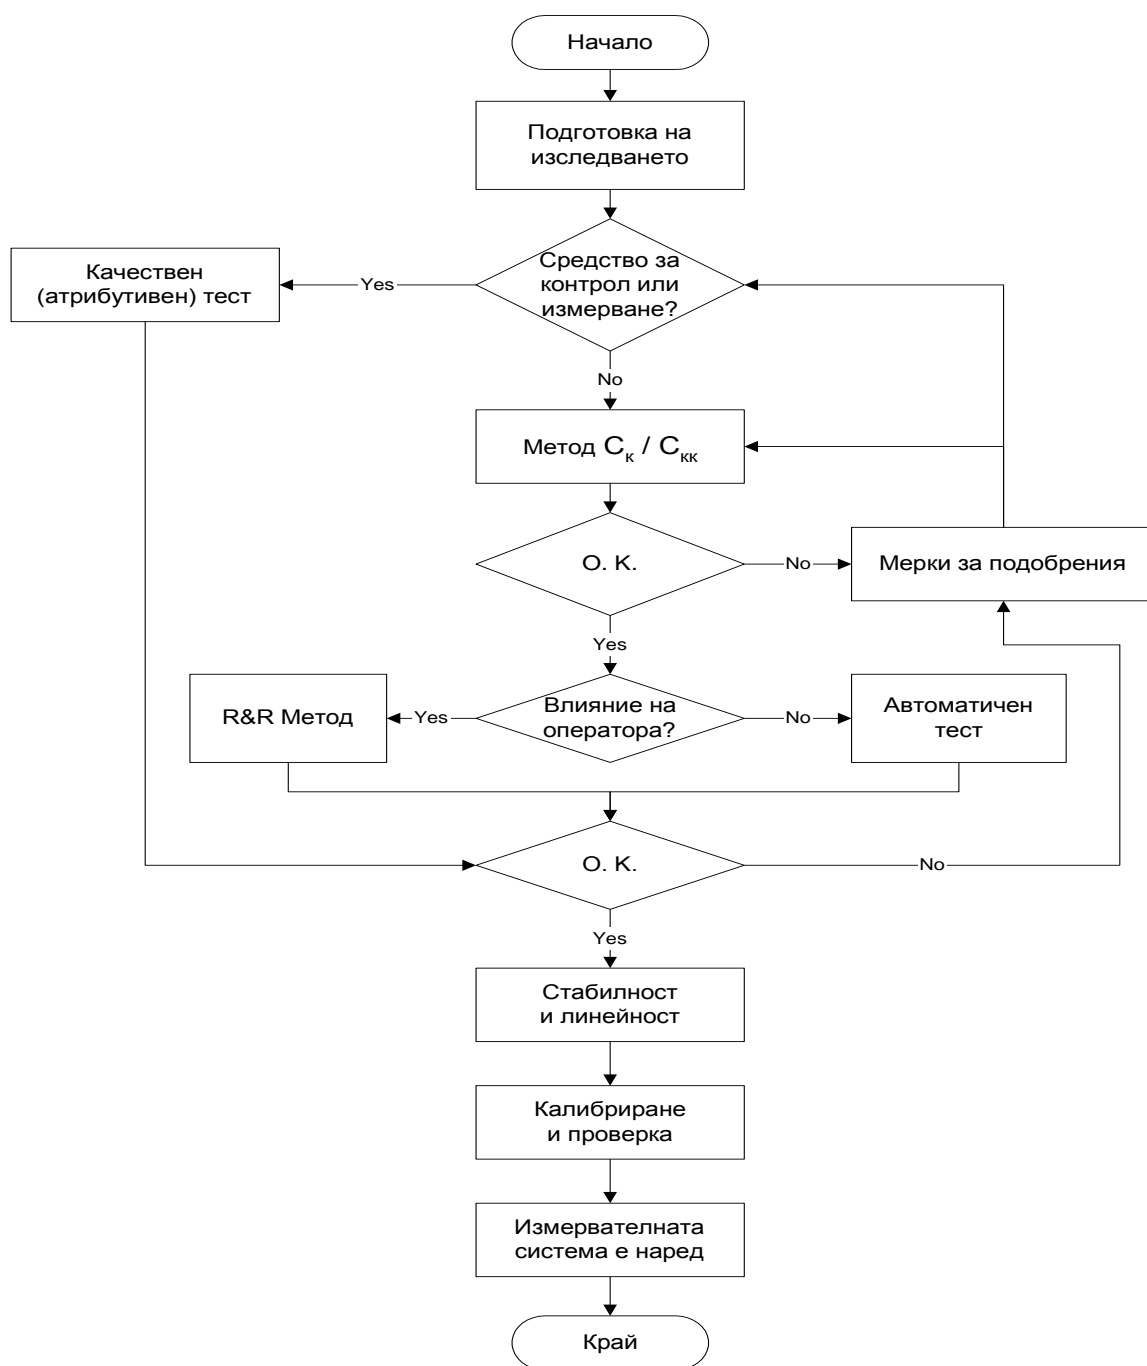 Начало
Подготовка на
изследването
Средство за
контрол или
измерване?
Yes
Качествен
(атрибутивен) тест
No
Метод Cк / Cкк
O. K.
No
Мерки за подобрения
Yes
Влияние на
оператора?
Yes
R&R Метод
No
Автоматичен
тест
O. K.
No
Yes
Стабилност
и линейност
Калибриране
и проверка
Измервателната
система е наред
Край